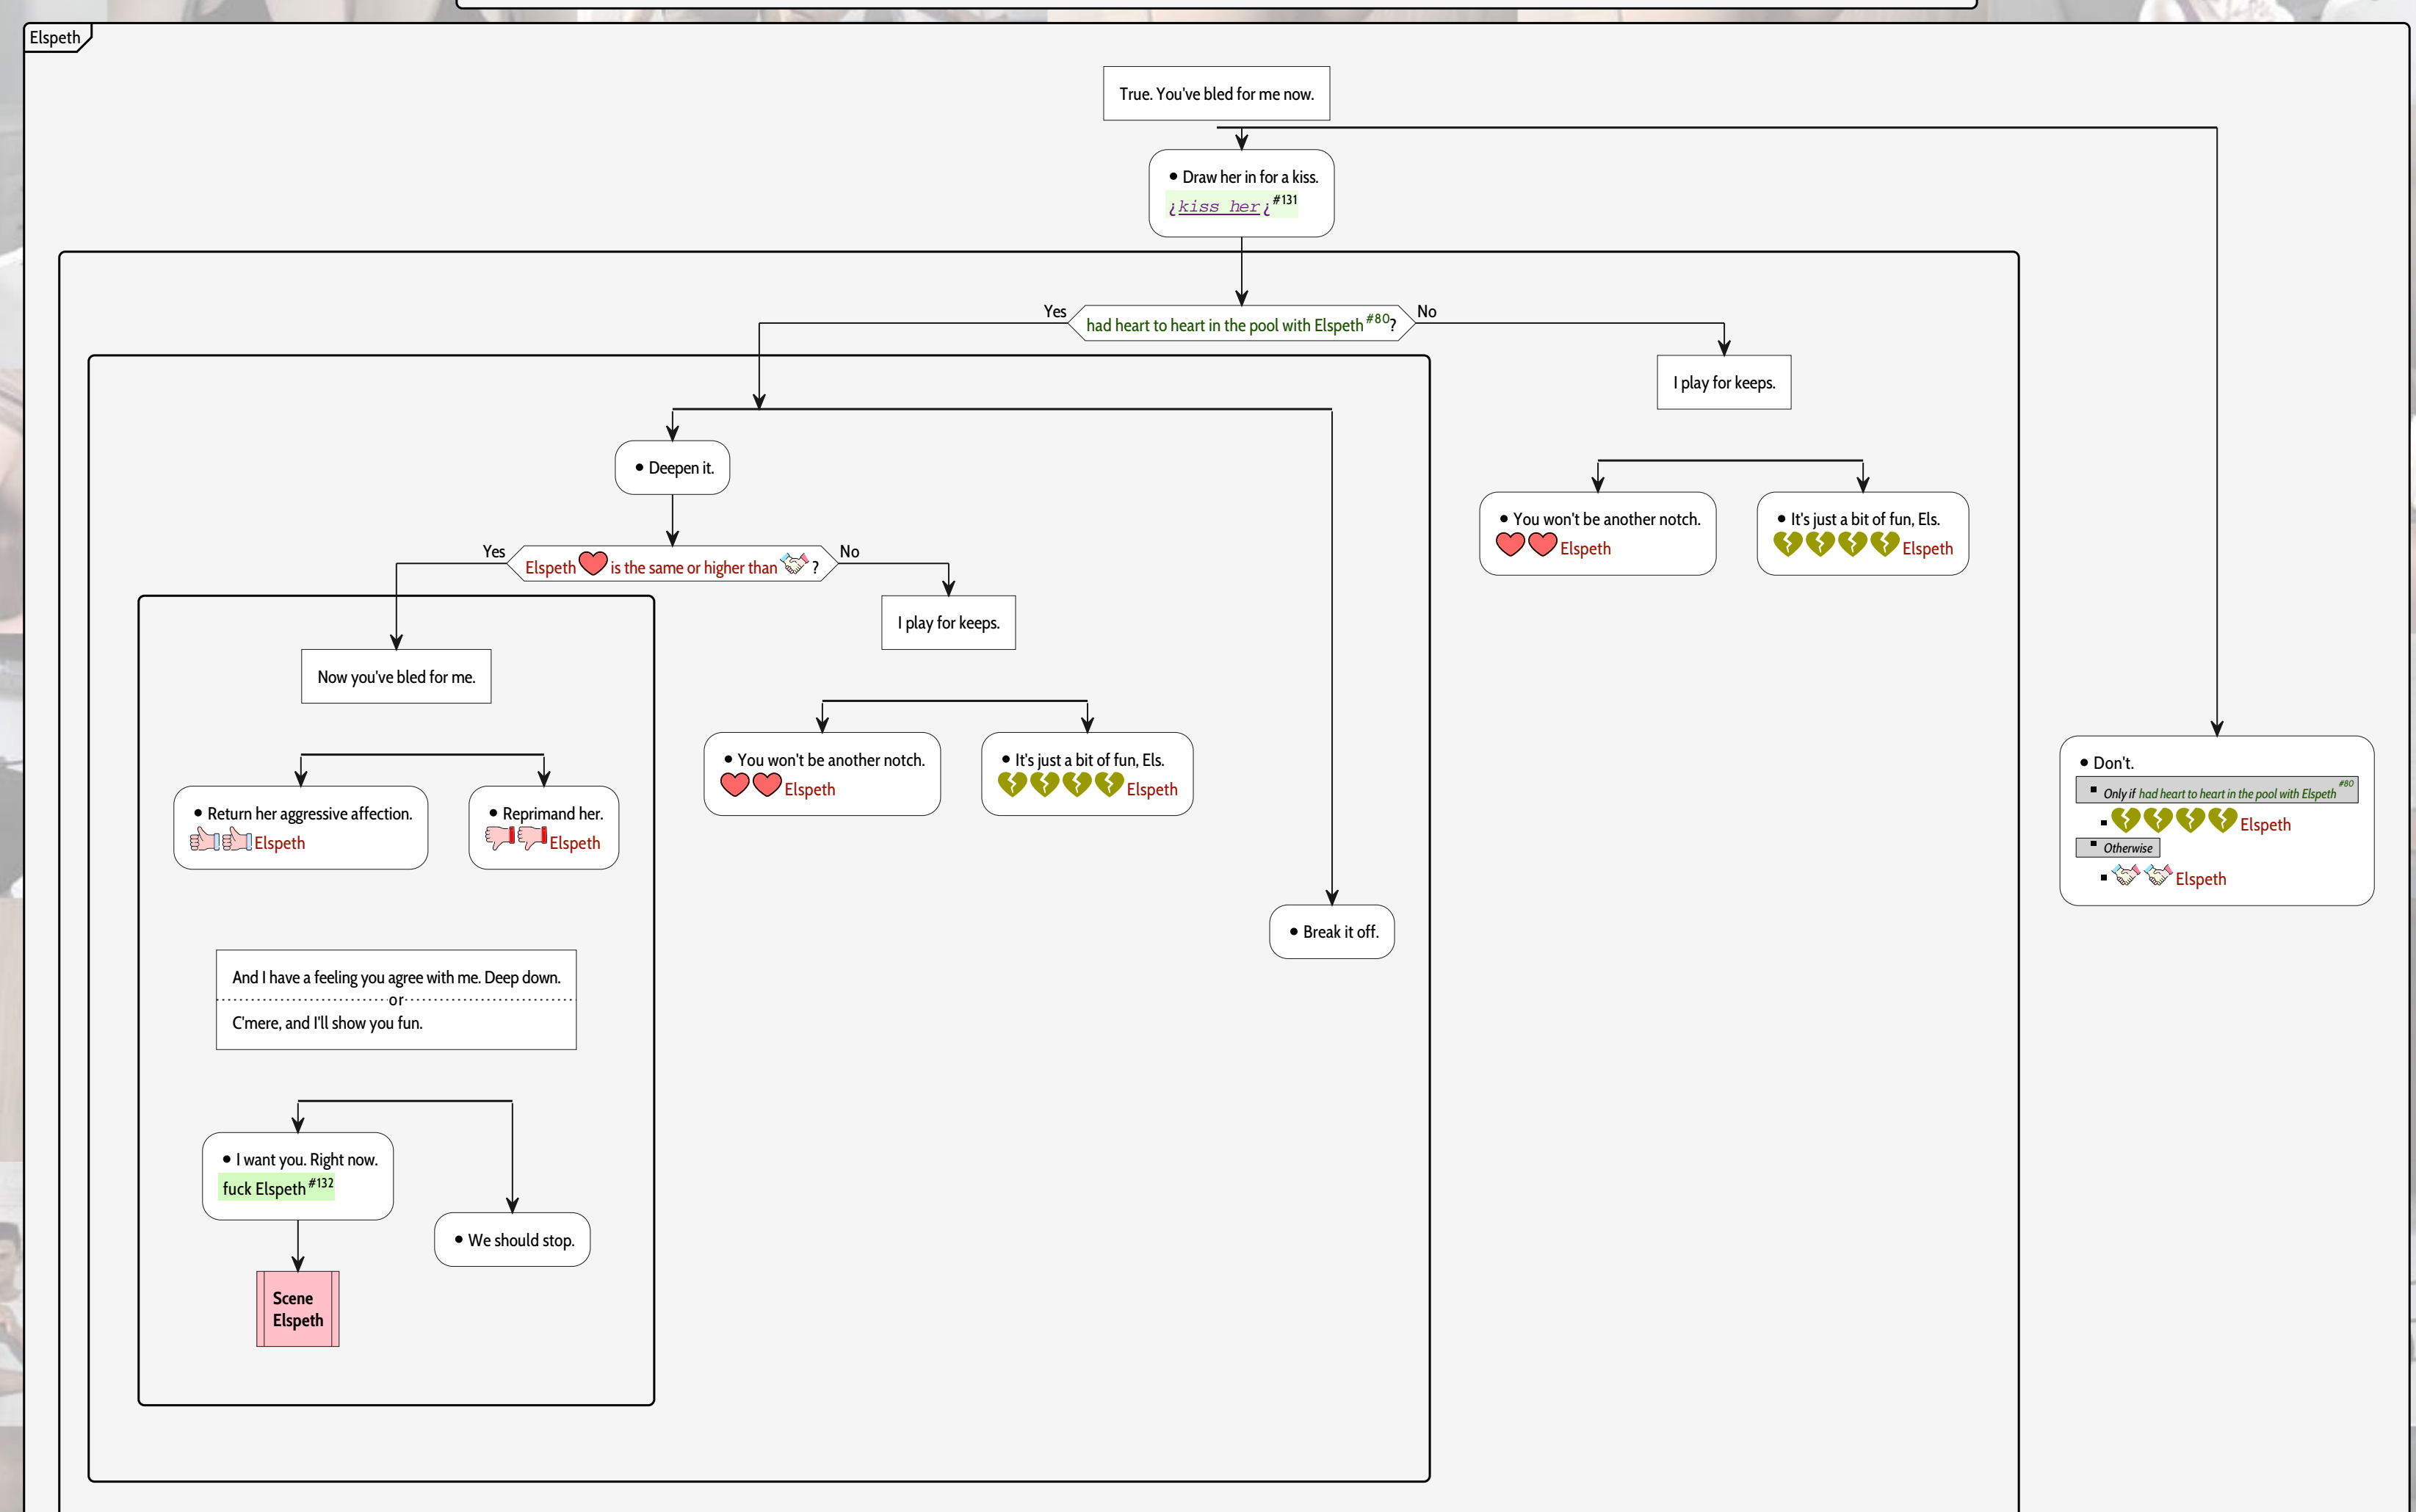 Elspeth
True. You've bled for me now.
• Draw her in for a kiss.
¿kiss her¿ #131
Yes
had heart to heart in the pool with Elspeth #80?
No
I play for keeps.
• Deepen it.
• You won't be another notch.
Elspeth
• It's just a bit of fun, Els.
Elspeth
Yes
Elspeth is the same or higher than ?
No
I play for keeps.
Now you've bled for me.
• You won't be another notch.
Elspeth
• It's just a bit of fun, Els.
Elspeth
• Don't.
▪ Only if had heart to heart in the pool with Elspeth #80
▪ Elspeth
▪ Otherwise
▪ Elspeth
• Return her aggressive affection.
Elspeth
• Reprimand her.
Elspeth
• Break it off.
And I have a feeling you agree with me. Deep down.
or
C'mere, and I'll show you fun.
• I want you. Right now.
fuck Elspeth #132
• We should stop.
Scene
Elspeth